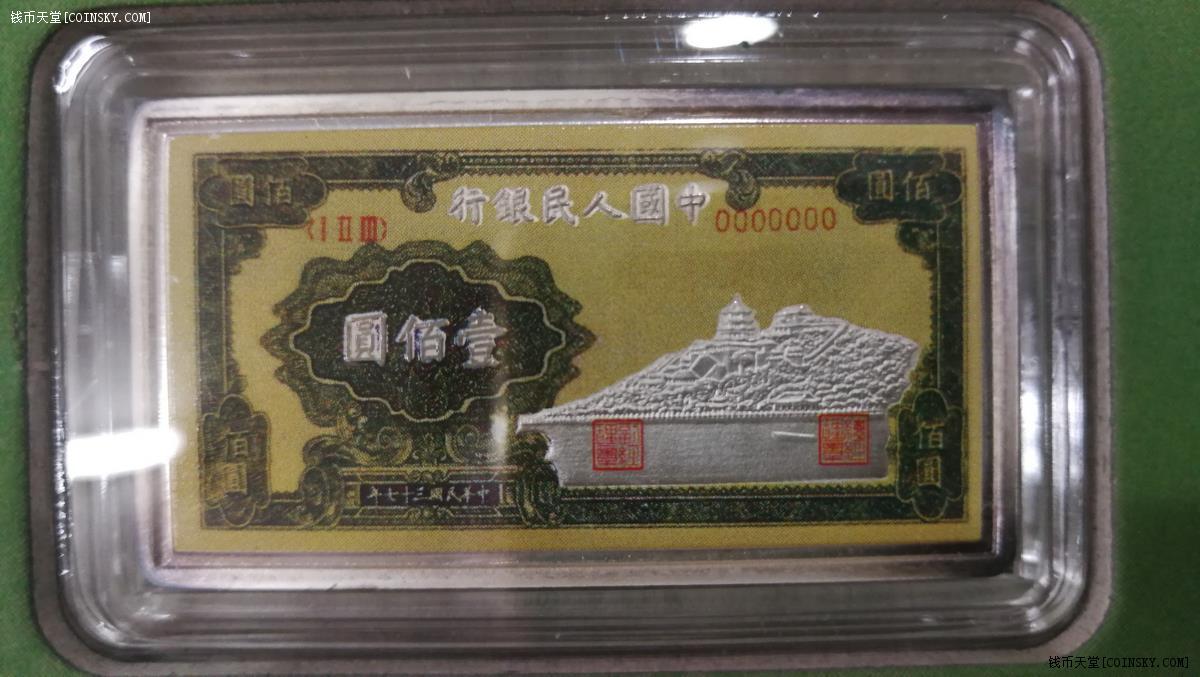 钱币天堂[COINSKY.COM]
佰圓
中國人民銀行
佰圓
<I II III>
0000000
壹佰圓
佰圓
佰圓
中華民國三十七年
钱币天堂[COINSKY.COM]